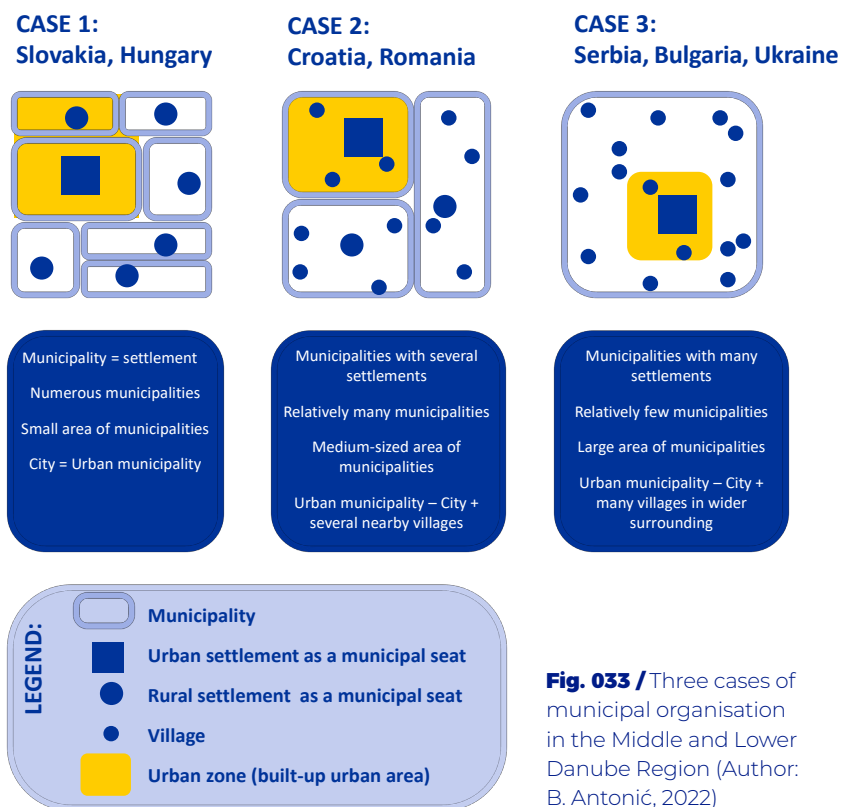 CASE 1:
Slovakia, Hungary
CASE 2:
Croatia, Romania
CASE 3:
Serbia, Bulgaria, Ukraine
Municipality = settlement
Numerous municipalities
Small area of municipalities
City = Urban municipality
Municipalities with several
settlements
Relatively many municipalities
Medium-sized area of
municipalities
Urban municipality – City +
several nearby villages
Municipalities with many
settlements
Relatively few municipalities
Large area of municipalities
Urban municipality – City +
many villages in wider
surrounding
LEGEND:
Municipality
Urban settlement as a municipal seat
Rural settlement as a municipal seat
Village
Urban zone (built-up urban area)
Fig. 033 / Three cases of
municipal organisation
in the Middle and Lower
Danube Region (Author:
B. Antonić, 2022)